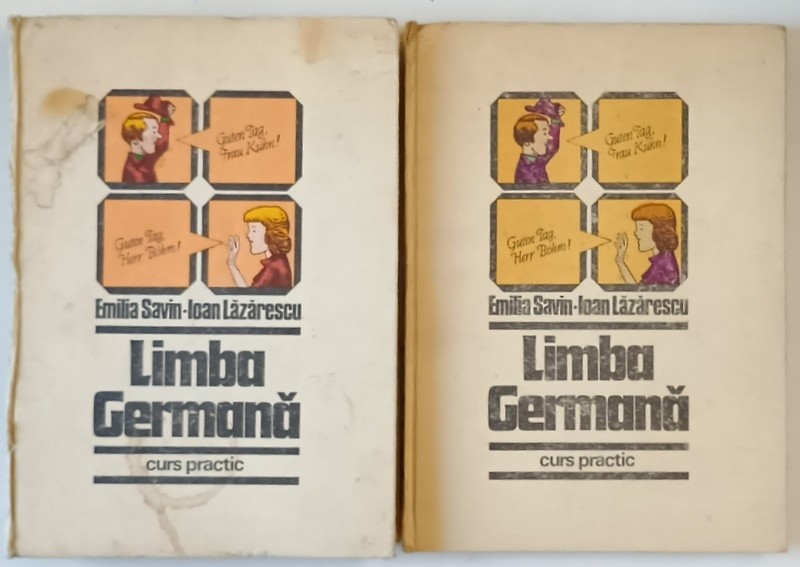 Guten Tag,
Frau Kuhn!
Guten Tag,
Herr Böhm!
Emilia Savin·Ioan Lăzărescu
Limba
Germană
curs practic
Guten Tag,
Frau Kuhn!
Guten Tag,
Herr Böhm!
Emilia Savin·Ioan Lăzărescu
Limba
Germană
curs practic